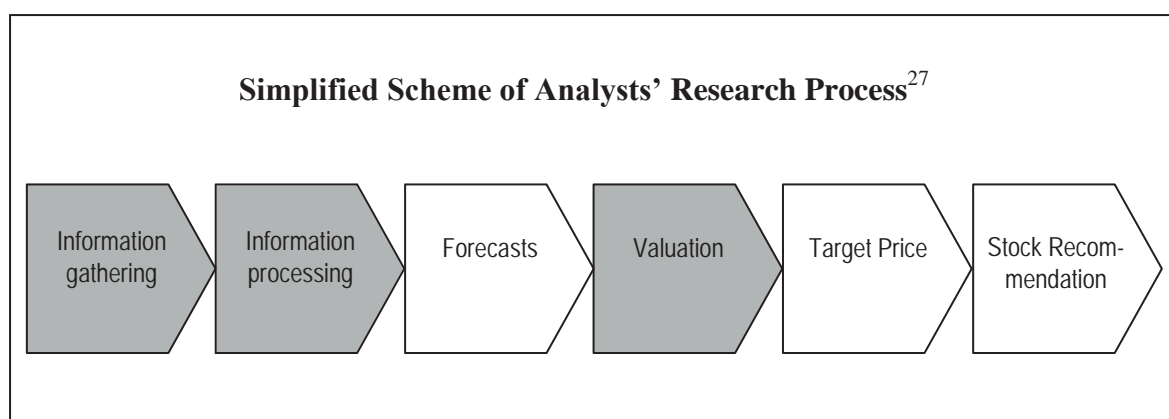 Simplified Scheme of Analysts’ Research Process27
Information
gathering
Information
processing
Forecasts
Valuation
Target Price
Stock Recom-
mendation